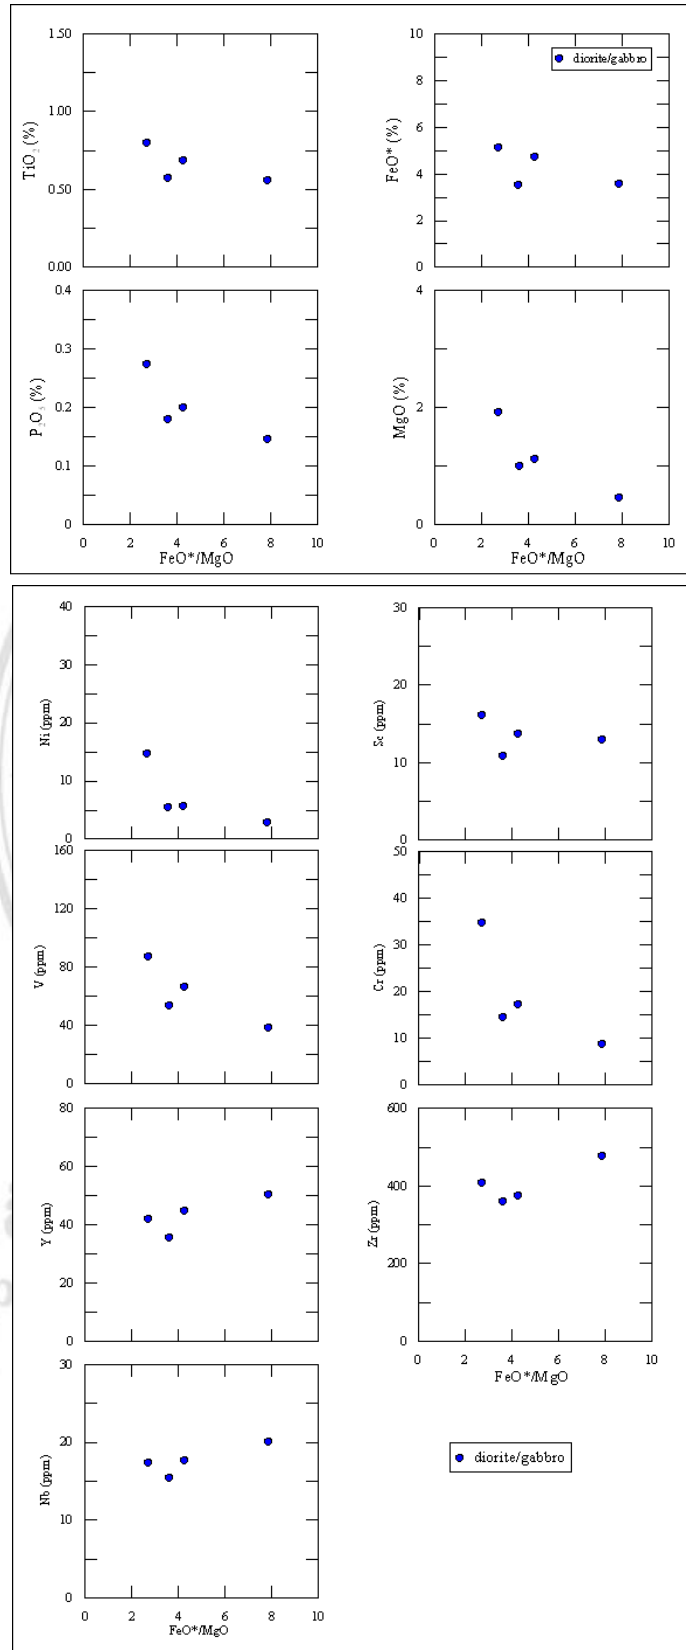 1.50
1.00
0.50
0.00
TiO2 (%)
10
8
6
4
2
0
FeO* (%)
diorite/gabbro
0.4
0.3
0.2
0.1
0
P2O5 (%)
0 2 4 6 8 10
FeO*/MgO
4
2
0
MgO (%)
0 2 4 6 8 10
FeO*/MgO
40
30
20
10
0
Ni (ppm)
30
20
10
0
Sc (ppm)
160
120
80
40
0
V (ppm)
50
40
30
20
10
0
Cr (ppm)
80
60
40
20
0
Y (ppm)
600
400
200
0
Zr (ppm)
0 2 4 6 8 10
FeO*/MgO
30
20
10
0
Nb (ppm)
0 2 4 6 8 10
FeO*/MgO
diorite/gabbro